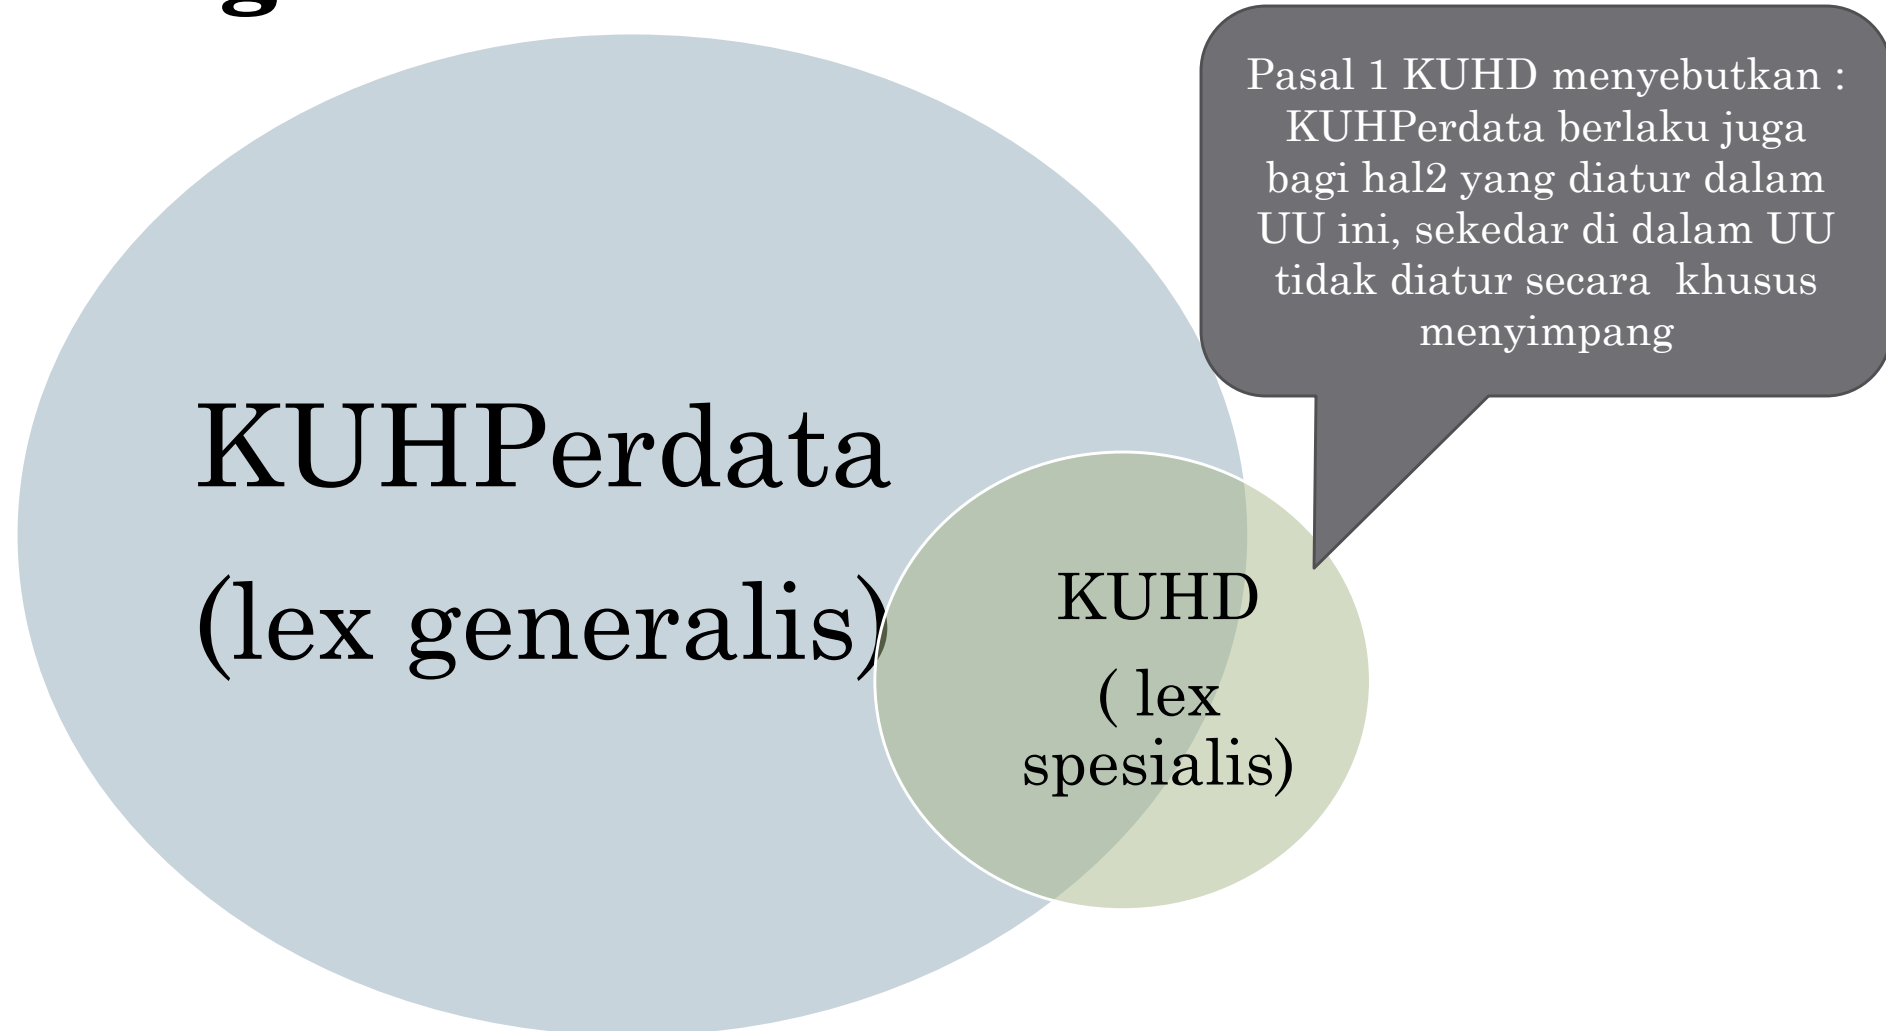 Pasal 1 KUHD menyebutkan :
KUHPerdata berlaku juga
bagi hal2 yang diatur dalam
UU ini, sekedar di dalam UU
tidak diatur secara  khusus
menyimpang
KUHPerdata
(lex generalis)
KUHD
( lex
spesialis)